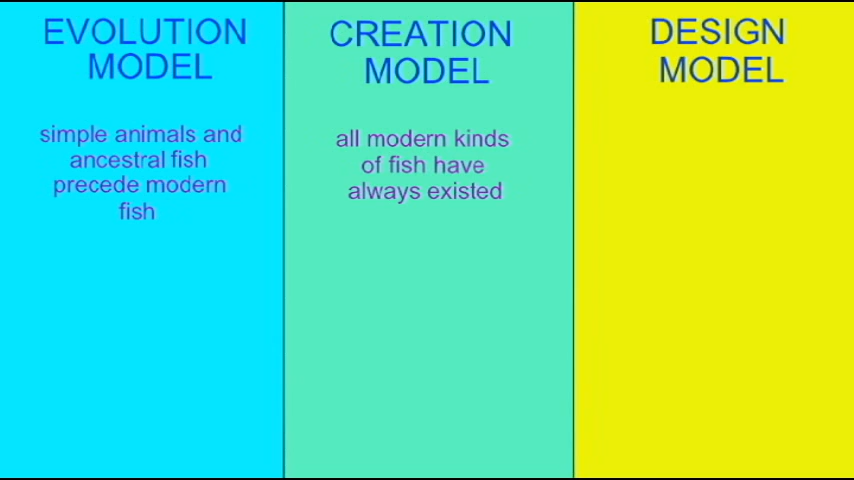 EVOLUTION
MODEL
simple animals and
ancestral fish
precede modern
fish
CREATION
MODEL
all modern kinds
of fish have
always existed
DESIGN
MODEL